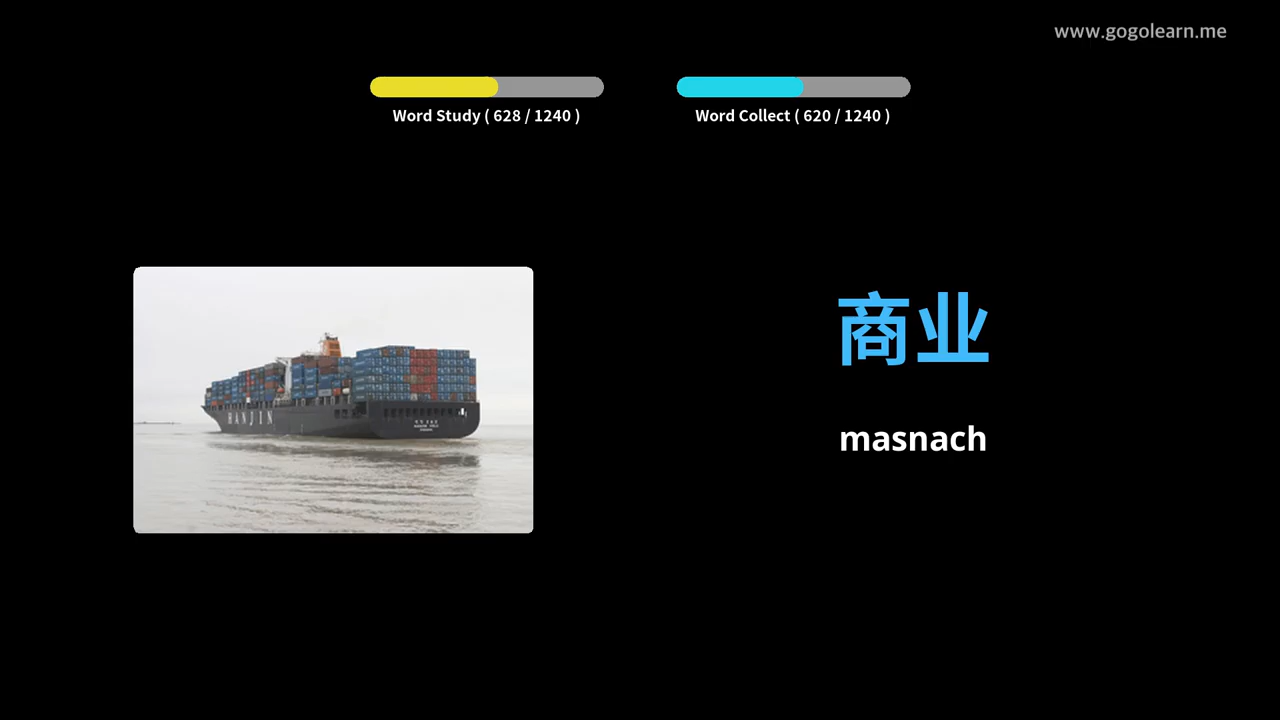 www.gogolearn.me
Word Study ( 628 / 1240 )
Word Collect ( 620 / 1240 )
商业
masnach
HANJIN